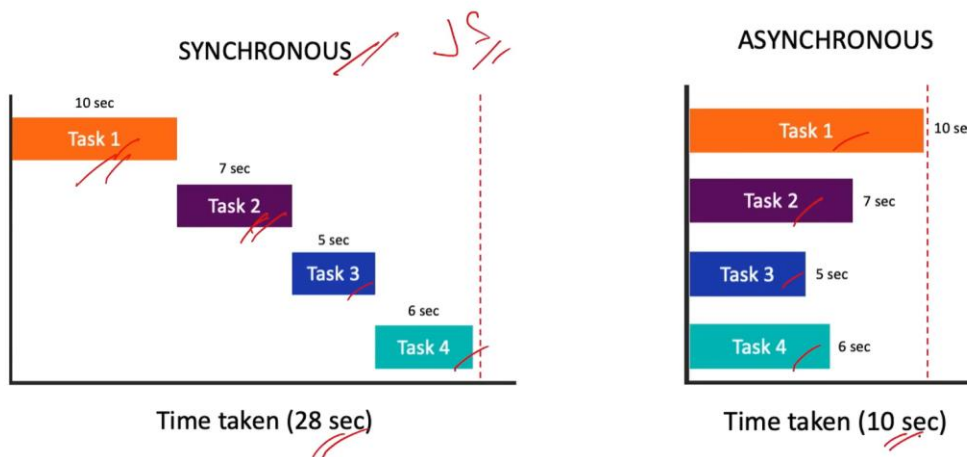 SYNCHRONOUS
JS
10 sec
Task 1
7 sec
Task 2
5 sec
Task 3
6 sec
Task 4
Time taken (28 sec)
ASYNCHRONOUS
Task 1
10 se
Task 2
7 sec
Task 3
5 sec
Task 4
6 sec
Time taken (10 sec)